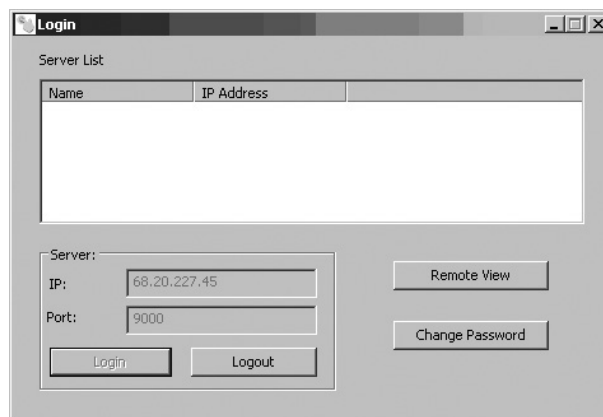 Login
Server List
Name IP Address
Server:
IP: 68.20.227.45
Port: 9000
Login Logout
Remote View
Change Password